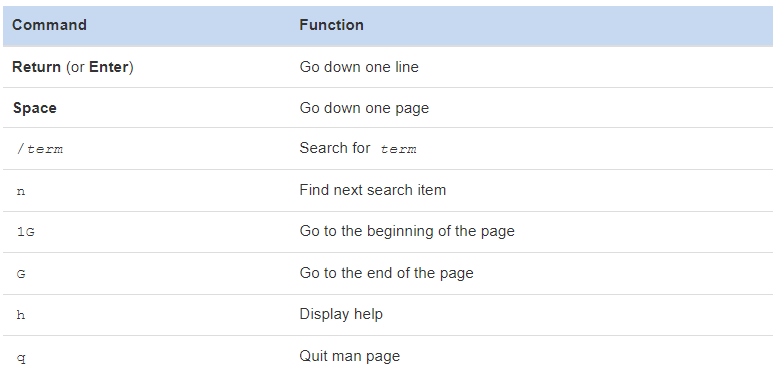 Command Function
Return (or Enter) Go down one line
Space Go down one page
/term Search for term
n Find next search item
1G Go to the beginning of the page
G Go to the end of the page
h Display help
q Quit man page